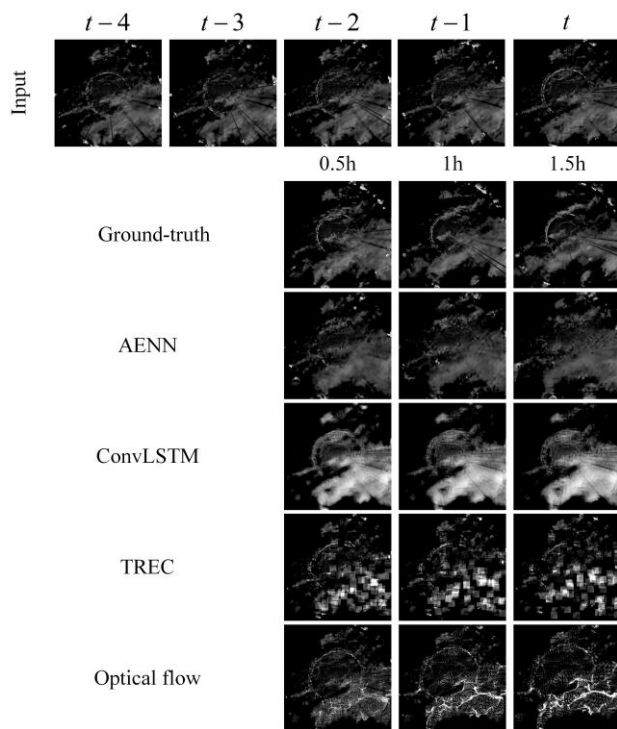 t − 4 t − 3 t − 2 t − 1 t
Input
0.5h 1h 1.5h
Ground-truth
AENN
ConvLSTM
TREC
Optical flow